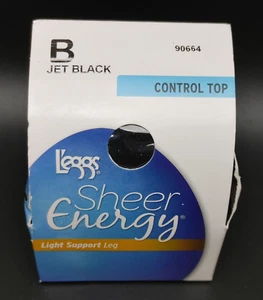 B
90664
JET BLACK
CONTROL TOP
L'eggs
Sheer
Energy®
Light Support Leg